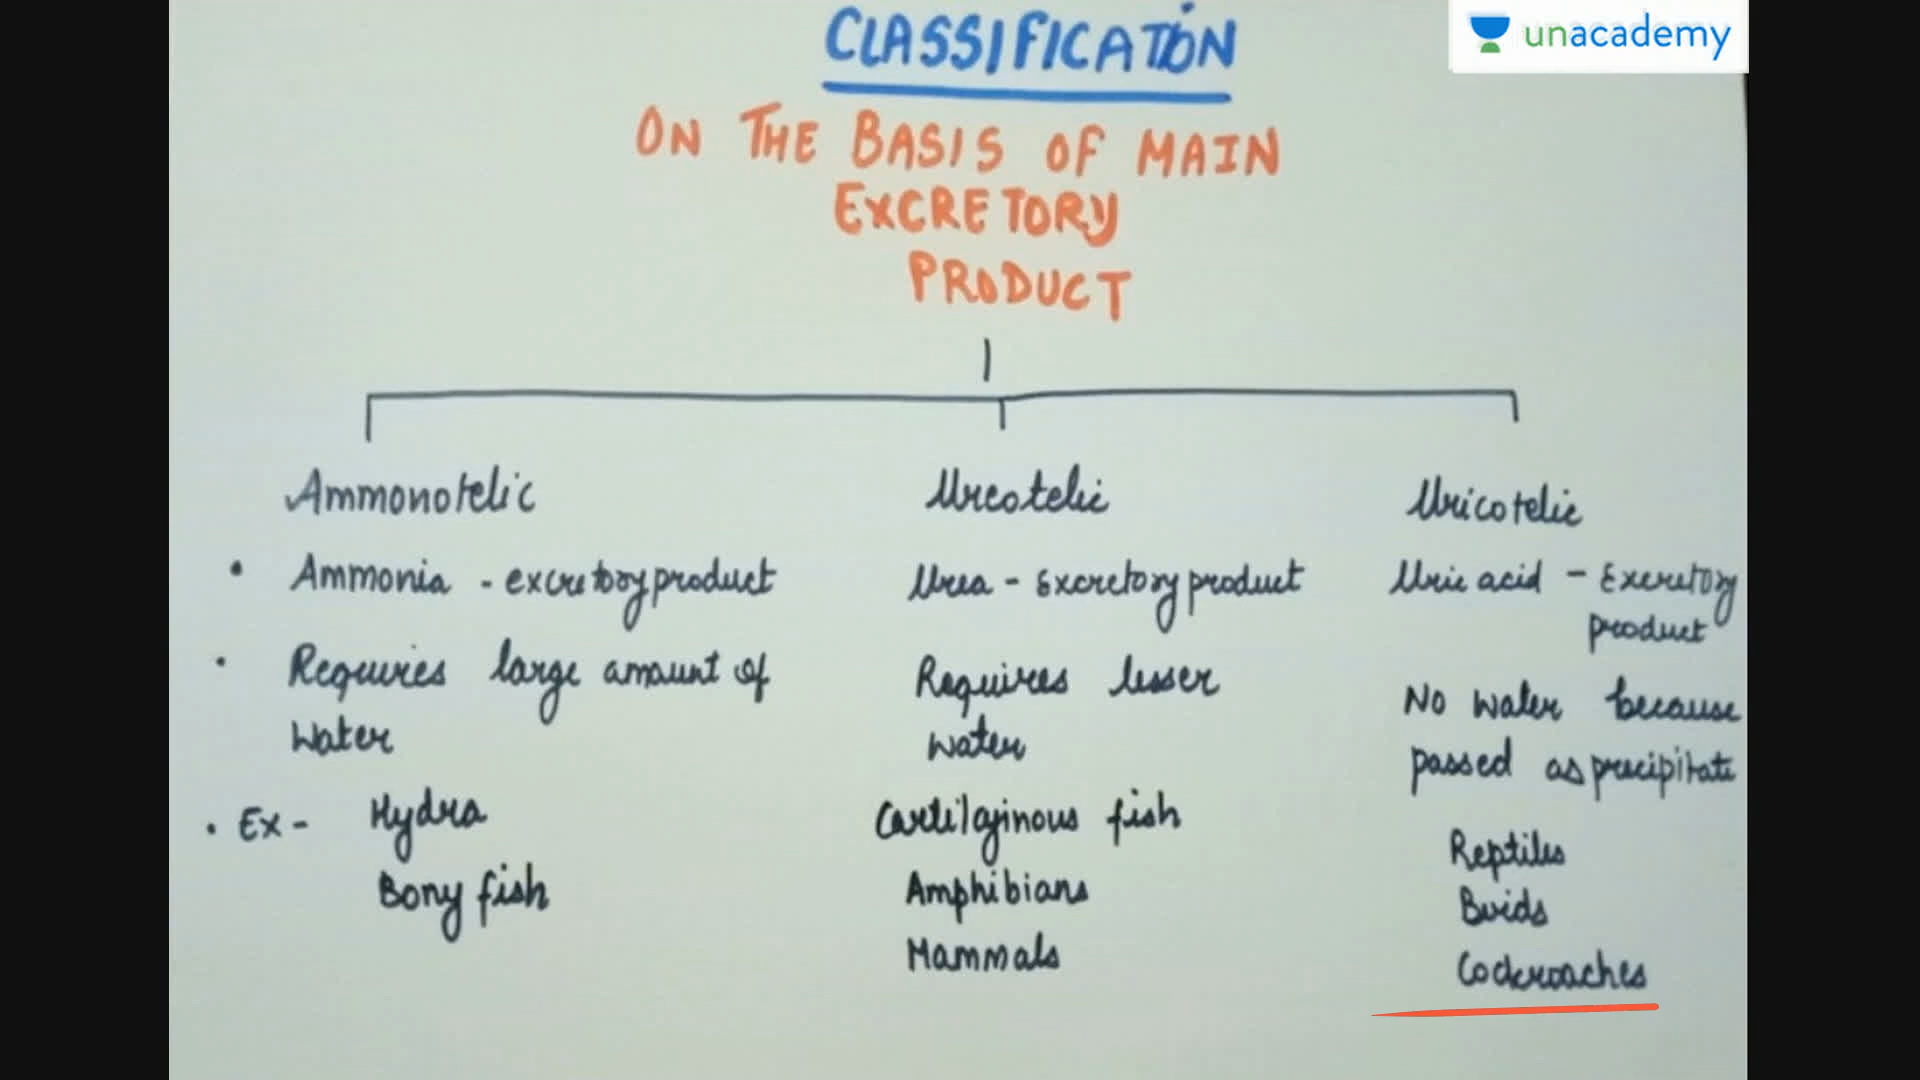 CLASSIFICATION
unacademy
ON THE BASIS OF MAIN
EXCRETORY
PRODUCT
Ammonotelic
• Ammonia - excretory product
• Requires large amount of
water
• Ex - Hydra
Bony fish
Ureotelic
Urea - Excretory product
Requires lesser
water
Cartilaginous fish
Amphibians
Mammals
Uricotelic
Uric acid - Excretory
product
No water because
passed as precipitate
Reptiles
Birds
Cockroaches